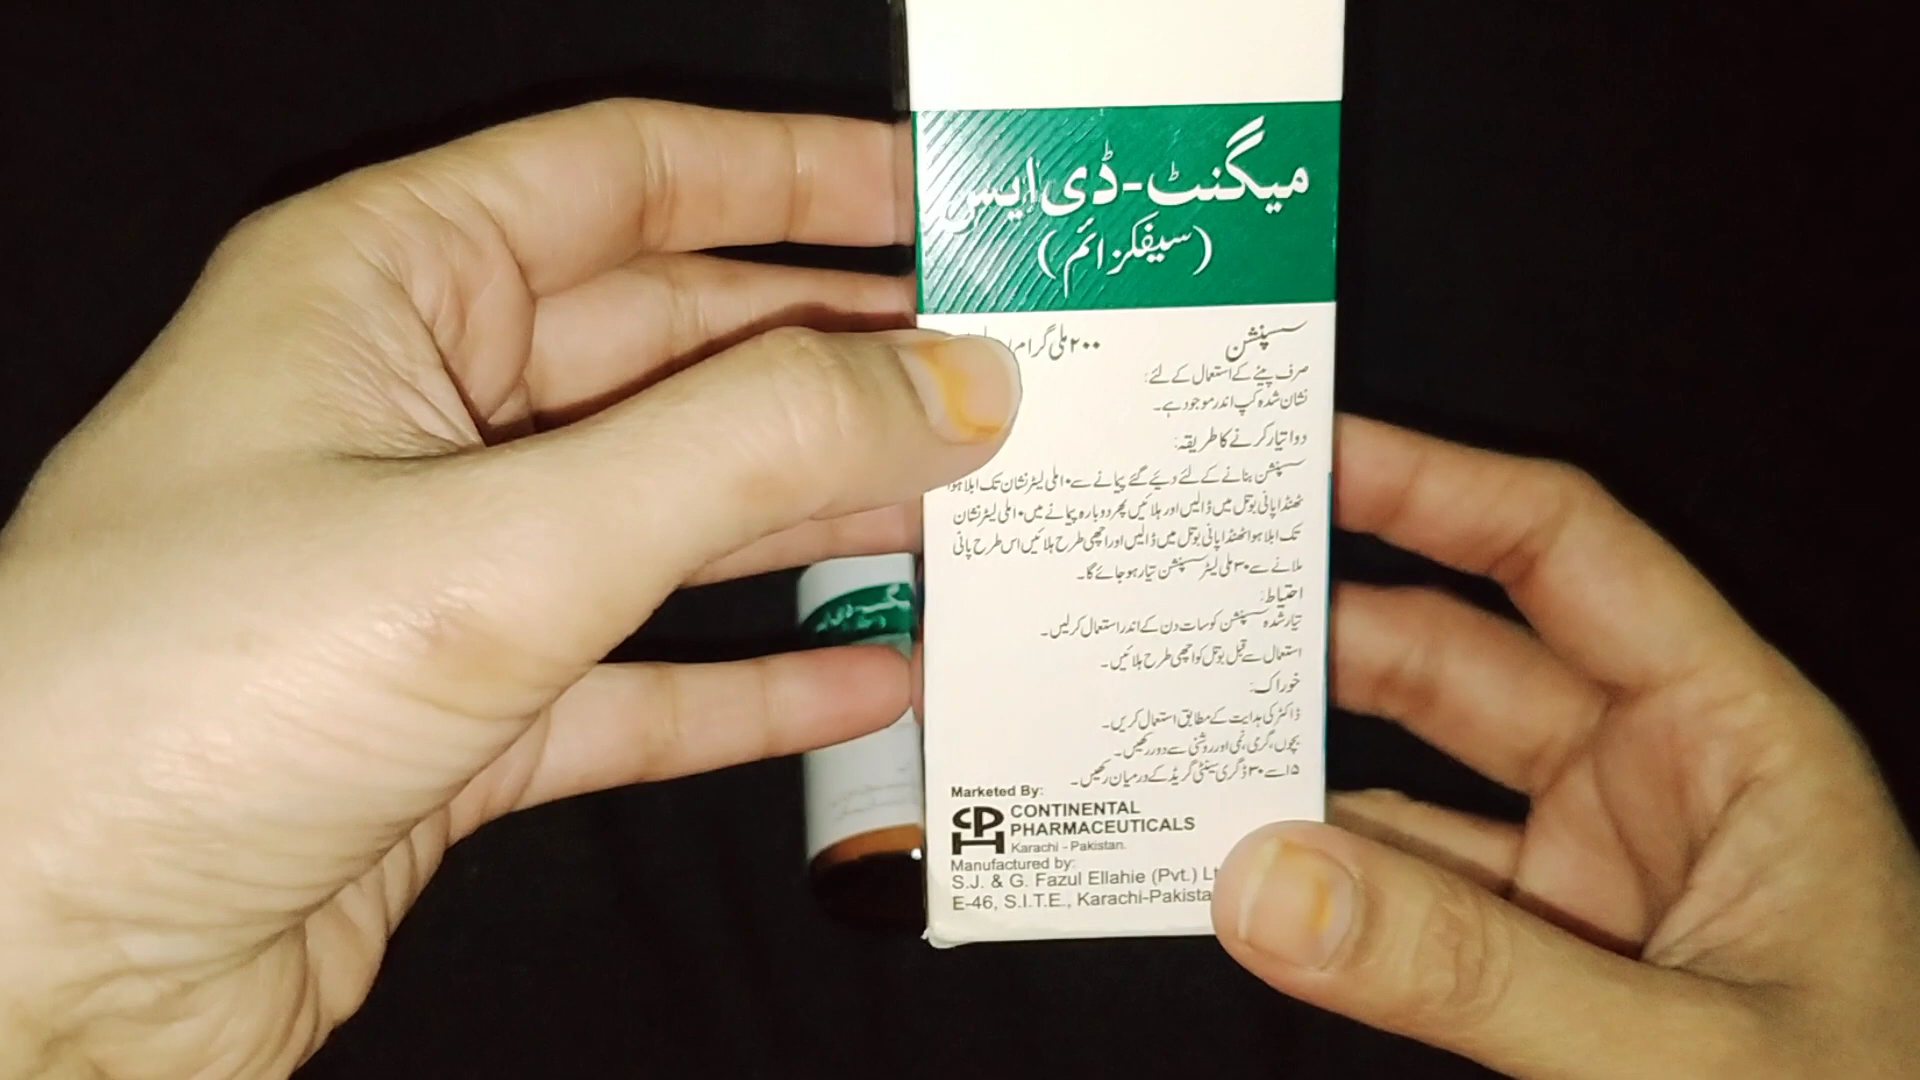 میگنٹ-ڈی ایس
(سیفکزائم)
سسپنشن ۲۰۰ ملی گرام
صرف پینے کے استعمال کے لئے:
نشان شدہ کپ اندر موجود ہے۔
دوا تیار کرنے کا طریقہ:
سسپنشن بنانے کے لئے دیئے گئے پیمانے سے ۱۰ ملی لیٹر نشان تک ابلا ہوا
ٹھنڈا پانی بوتل میں ڈالیں اور ہلائیں پھر دوبارہ پیمانے میں ۱۰ ملی لیٹر نشان
تک ابلا ہوا ٹھنڈا پانی بوتل میں ڈالیں اور اچھی طرح ہلائیں اس طرح پانی
ملانے سے ۳۰ ملی لیٹر سسپنشن تیار ہو جائے گا۔
احتیاط:
تیار شدہ سسپنشن کو سات دن کے اندر استعمال کر لیں۔
استعمال سے قبل بوتل کو اچھی طرح ہلائیں۔
خوراک:
ڈاکٹر کی ہدایت کے مطابق استعمال کریں۔
بچوں، گرمی، نمی اور روشنی سے دور رکھیں۔
۱۵ سے ۳۰ ڈگری سینٹی گریڈ کے درمیان رکھیں۔
Marketed By:
CPH
CONTINENTAL
PHARMACEUTICALS
Karachi - Pakistan.
Manufactured by:
S.J. & G. Fazul Ellahie (Pvt.)
E-46, S.I.T.E., Karachi-Pakista